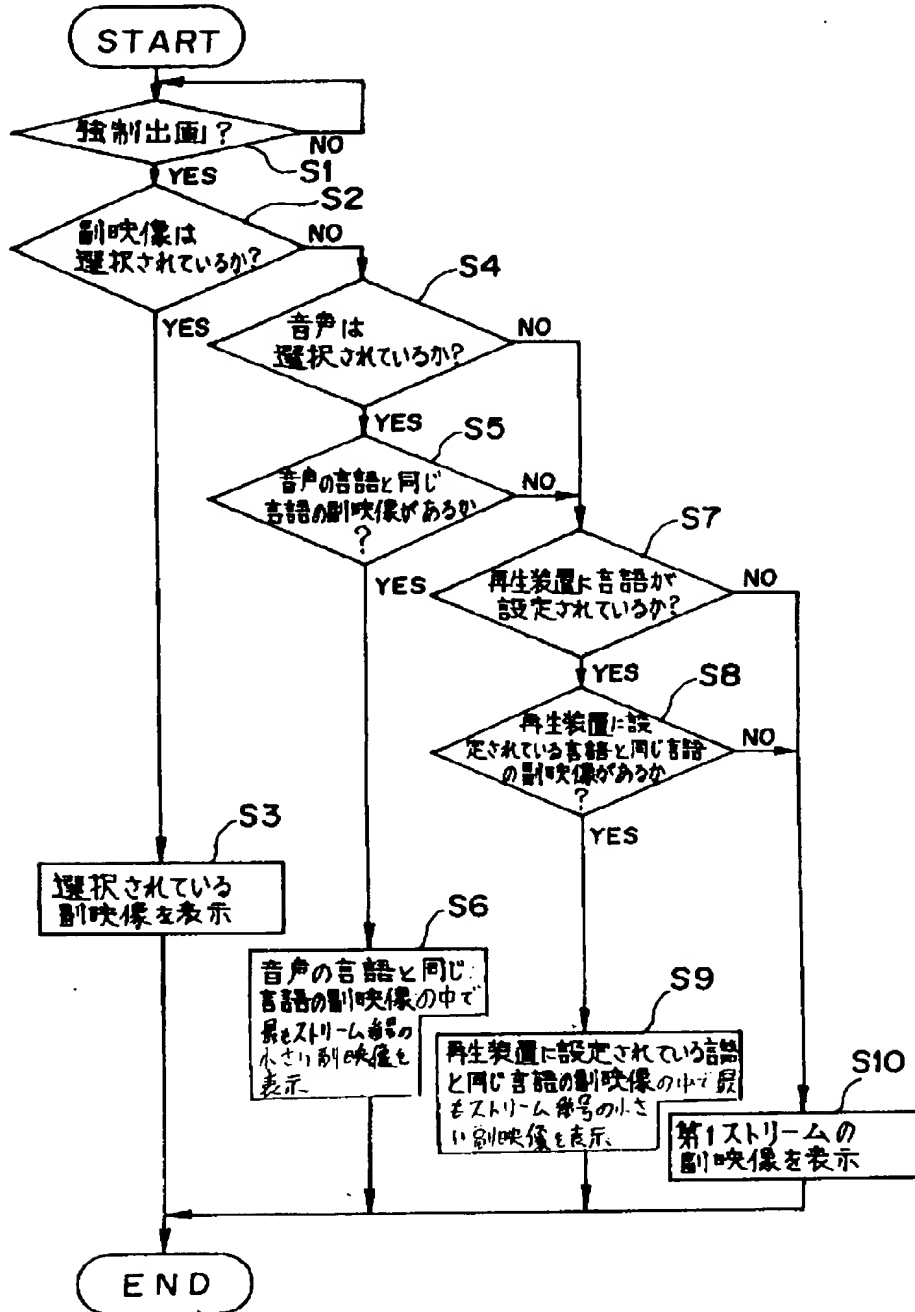 START
強制出画?
NO
S1
YES
S2
副映像は
選択されているか?
NO
S4
YES
音声は
選択されているか?
NO
YES
S5
音声の言語と同じ
言語の副映像があるか
?
NO
S7
YES
再生装置に言語が
設定されているか?
NO
YES
S8
再生装置に設
定されている言語と同じ言語
の副映像があるか
?
NO
YES
S3
選択されている
副映像を表示
S6
音声の言語と同じ
言語の副映像の中で
最もストリーム番号の
小さい副映像を
表示
S9
再生装置に設定されている言語
と同じ言語の副映像の中で最
もストリーム番号の小さ
い副映像を表示
S10
第1ストリームの
副映像を表示
END